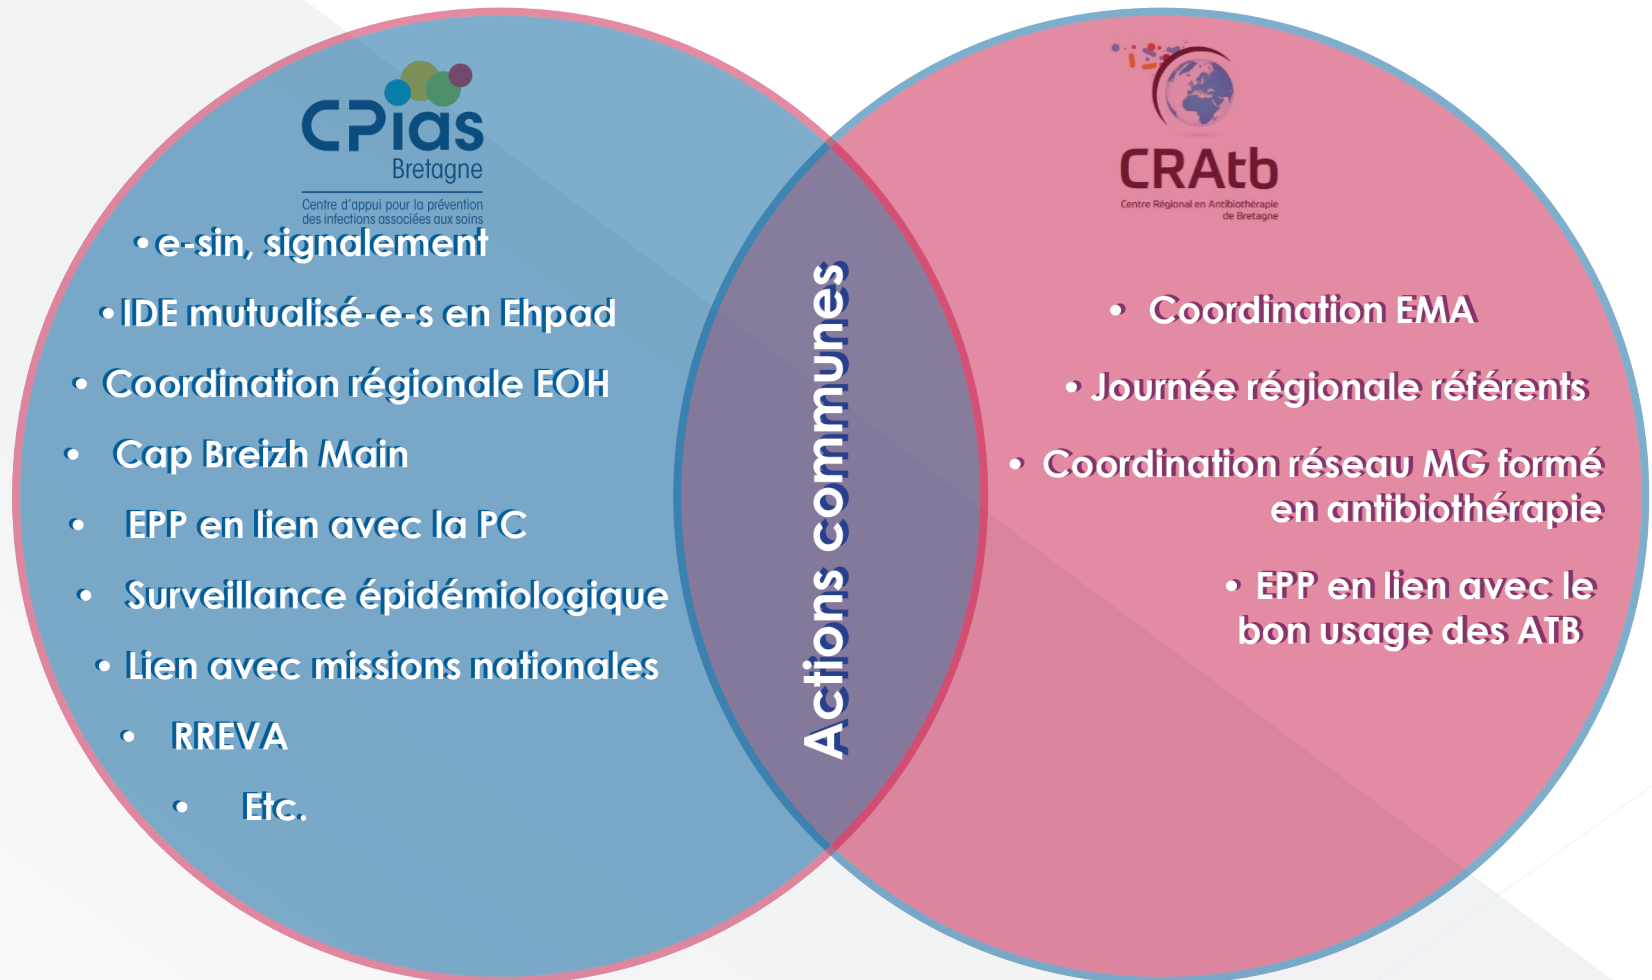 CPias
Bretagne
Centre d'appui pour la prévention
des infections associées aux soins
• e-sin, signalement
• IDE mutualisé-e-s en Ehpad
• Coordination régionale EOH
• Cap Breizh Main
• EPP en lien avec la PC
• Surveillance épidémiologique
• Lien avec missions nationales
• RREVA
• Etc.
Actions communes
CRAtb
Centre Régional en Antibiothérapie
de Bretagne
• Coordination EMA
• Journée régionale référents
• Coordination réseau MG formé
en antibiothérapie
• EPP en lien avec le
bon usage des ATB